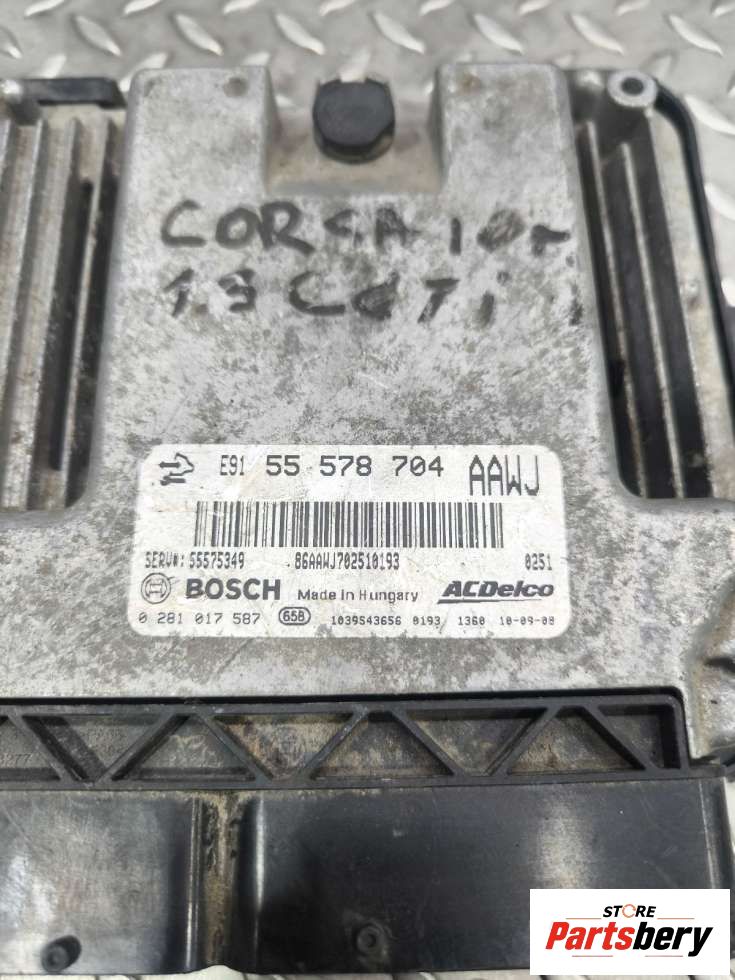 CORSA 10r
1.3 CDTi
E91 55 578 704 AAWJ
SERV#: 55575349 86AAWJ702510193 0251
BOSCH Made in Hungary ACDelco
0 281 017 587 658 1039S43656 0193 1360 10-09-08
STORE
Partsbery